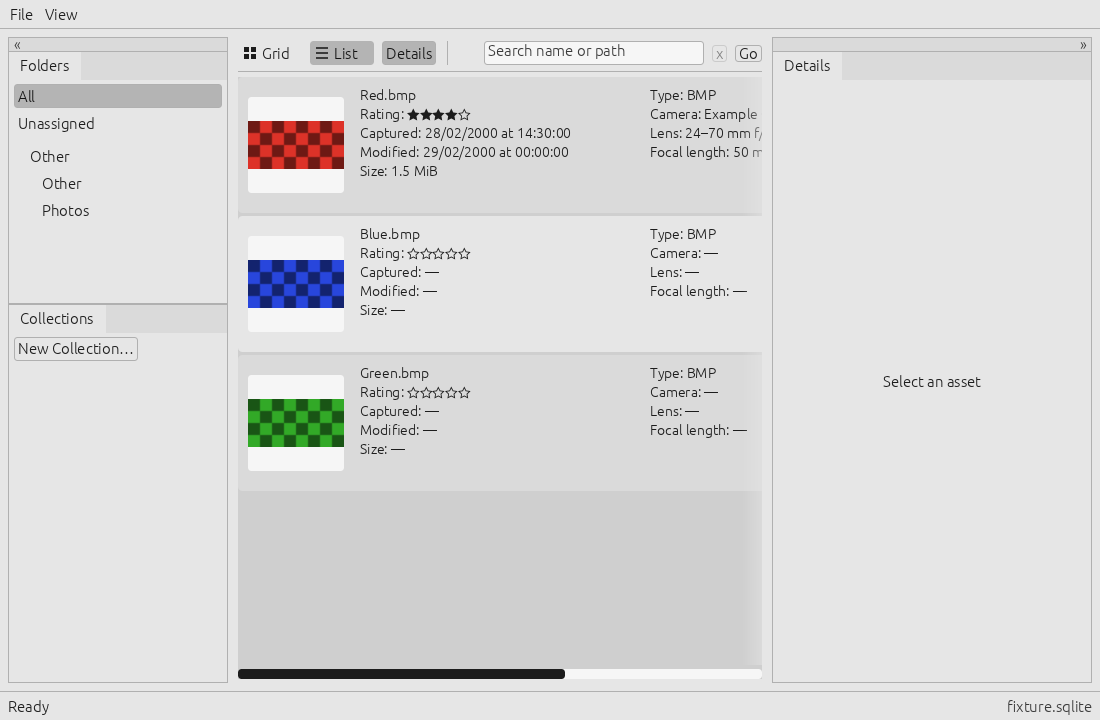 File View
«
Folders
All
Unassigned
Other
Other
Photos
Collections
New Collection...
Grid List Details Search name or path x Go
Red.bmp
Rating: ★★★★☆
Captured: 28/02/2000 at 14:30:00
Modified: 29/02/2000 at 00:00:00
Size: 1.5 MiB
Type: BMP
Camera: Example
Lens: 24–70 mm f/
Focal length: 50 m
Blue.bmp
Rating: ☆☆☆☆☆
Captured: —
Modified: —
Size: —
Type: BMP
Camera: —
Lens: —
Focal length: —
Green.bmp
Rating: ☆☆☆☆☆
Captured: —
Modified: —
Size: —
Type: BMP
Camera: —
Lens: —
Focal length: —
»
Details
Select an asset
Ready
fixture.sqlite